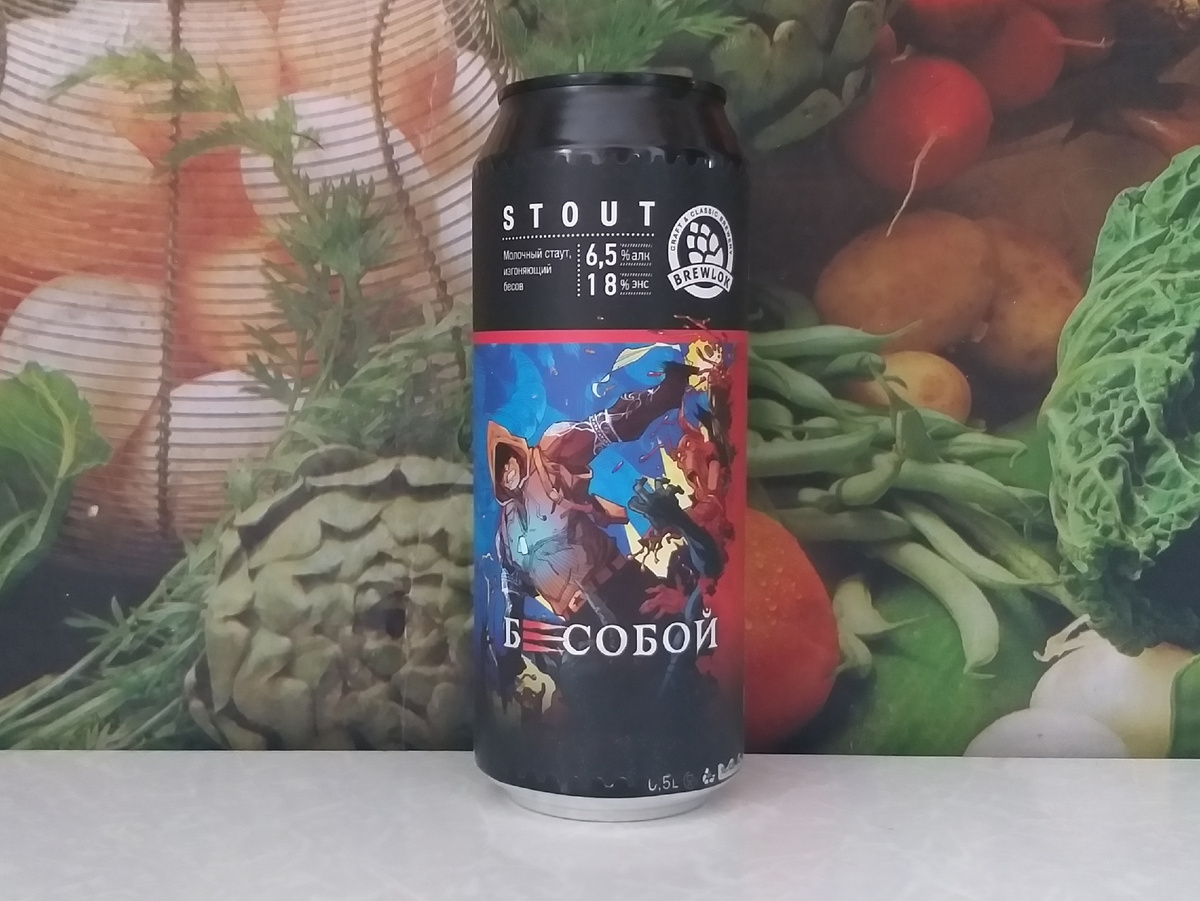 STOUT
Молочный стаут,
изгоняющий
бесов
6,5 % алк
18 % энс
CRAFT & CLASSIC BREWERY
BREWLOK
БЕСОБОЙ
0,5L